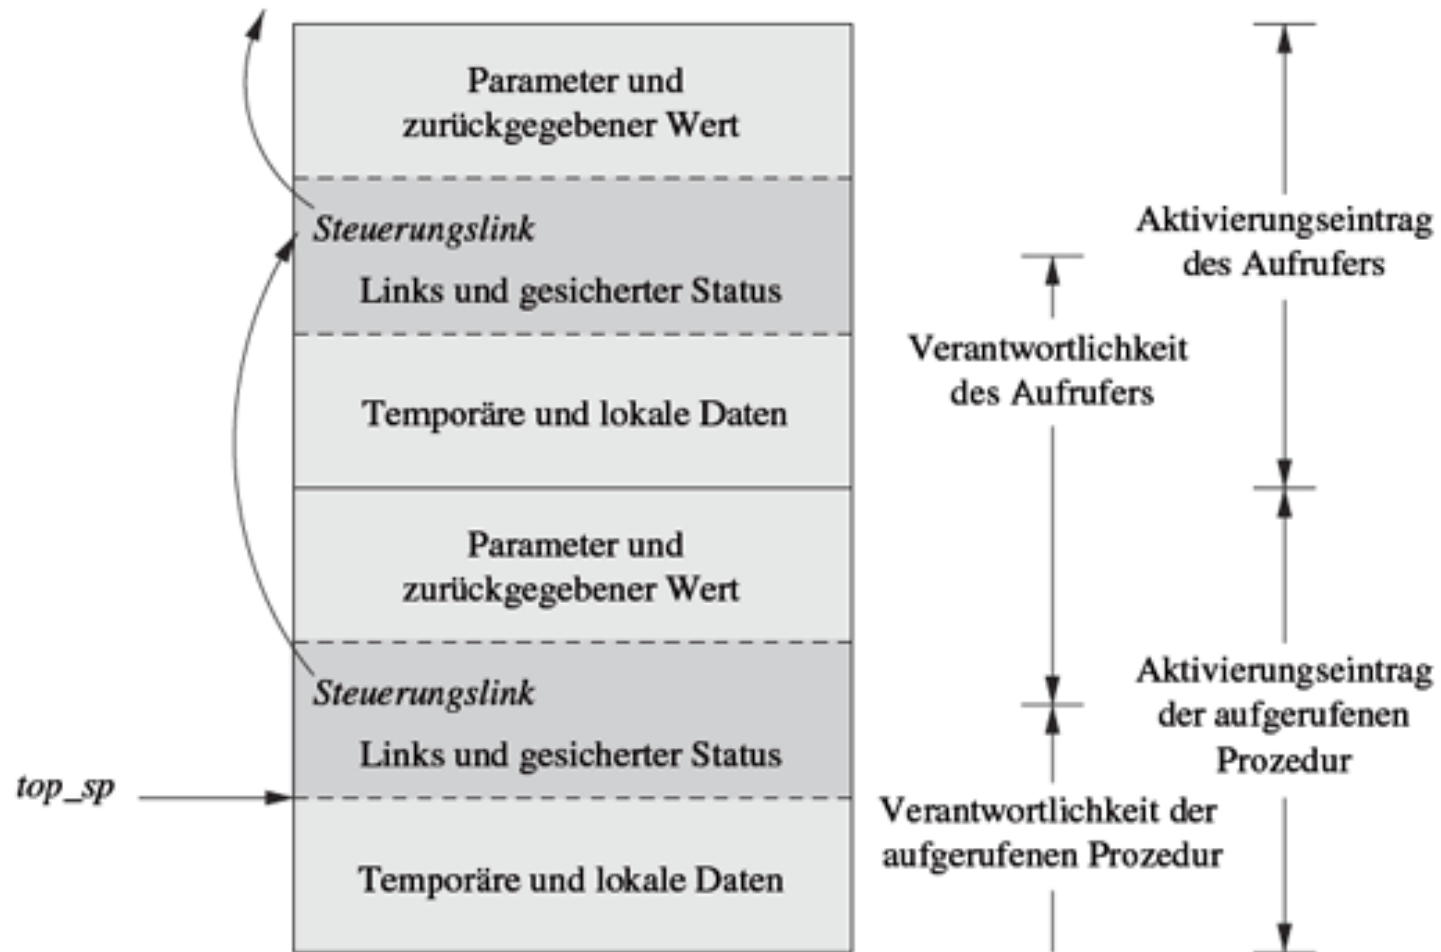 Parameter und
zurückgegebener Wert
Steuerungslink
Links und gesicherter Status
Temporäre und lokale Daten
Parameter und
zurückgegebener Wert
Steuerungslink
Links und gesicherter Status
top_sp
Temporäre und lokale Daten
Verantwortlichkeit
des Aufrufers
Verantwortlichkeit der
aufgerufenen Prozedur
Aktivierungseintrag
des Aufrufers
Aktivierungseintrag
der aufgerufenen
Prozedur